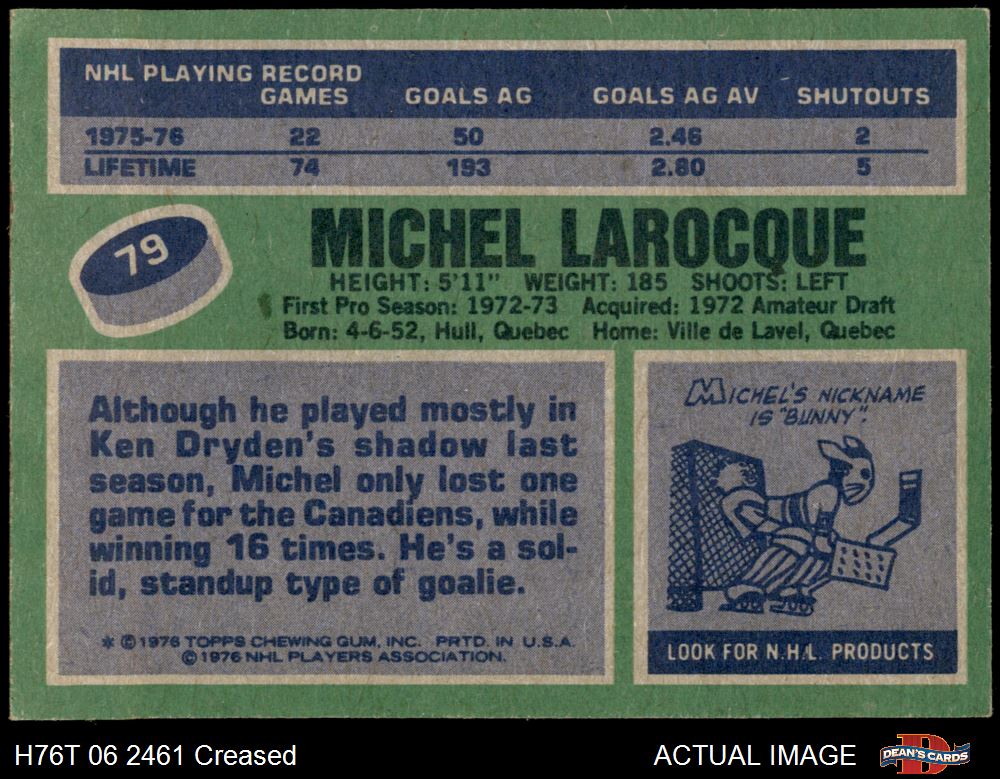 NHL PLAYING RECORD
GAMES GOALS AG GOALS AG AV SHUTOUTS
1975-76 22 50 2.46 2
LIFETIME 74 193 2.80 5
79
MICHEL LAROCQUE
HEIGHT: 5'11" WEIGHT: 185 SHOOTS: LEFT
First Pro Season: 1972-73 Acquired: 1972 Amateur Draft
Born: 4-6-52, Hull, Quebec Home: Ville de Lavel, Quebec
Although he played mostly in
Ken Dryden's shadow last
season, Michel only lost one
game for the Canadiens, while
winning 16 times. He's a sol-
id, standup type of goalie.
* © 1976 TOPPS CHEWING GUM, INC. PRTD. IN U.S.A.
© 1976 NHL PLAYERS ASSOCIATION.
MICHEL'S NICKNAME
IS "BUNNY".
LOOK FOR N.H.L. PRODUCTS
H76T 06 2461 Creased
ACTUAL IMAGE
D
DEAN'S CARDS